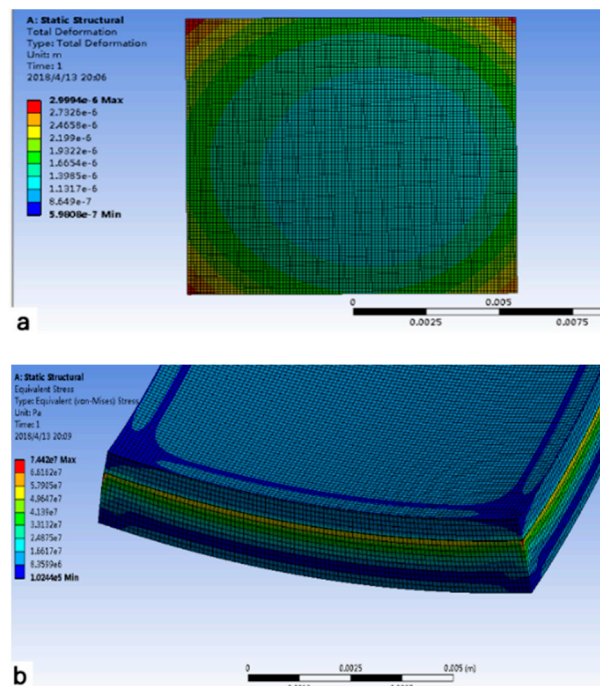 A: Static Structural
Total Deformation
Type: Total Deformation
Unit: m
Time: 1
2018/4/13 20:06
2.9994e-6 Max
2.7326e-6
2.4658e-6
2.199e-6
1.9322e-6
1.6654e-6
1.3985e-6
1.1317e-6
8.649e-7
5.9808e-7 Min
0
0.005
0.0025
0.0075
a
A: Static Structural
Equivalent Stress
Type: Equivalent (von-Mises) Stress
Unit: Pa
Time: 1
2018/4/13 20:09
7.442e7 Max
6.6162e7
5.7905e7
4.9647e7
4.139e7
3.3132e7
2.4875e7
1.6617e7
8.3599e6
1.0244e5 Min
0
0.0025
0.005 (m)
b